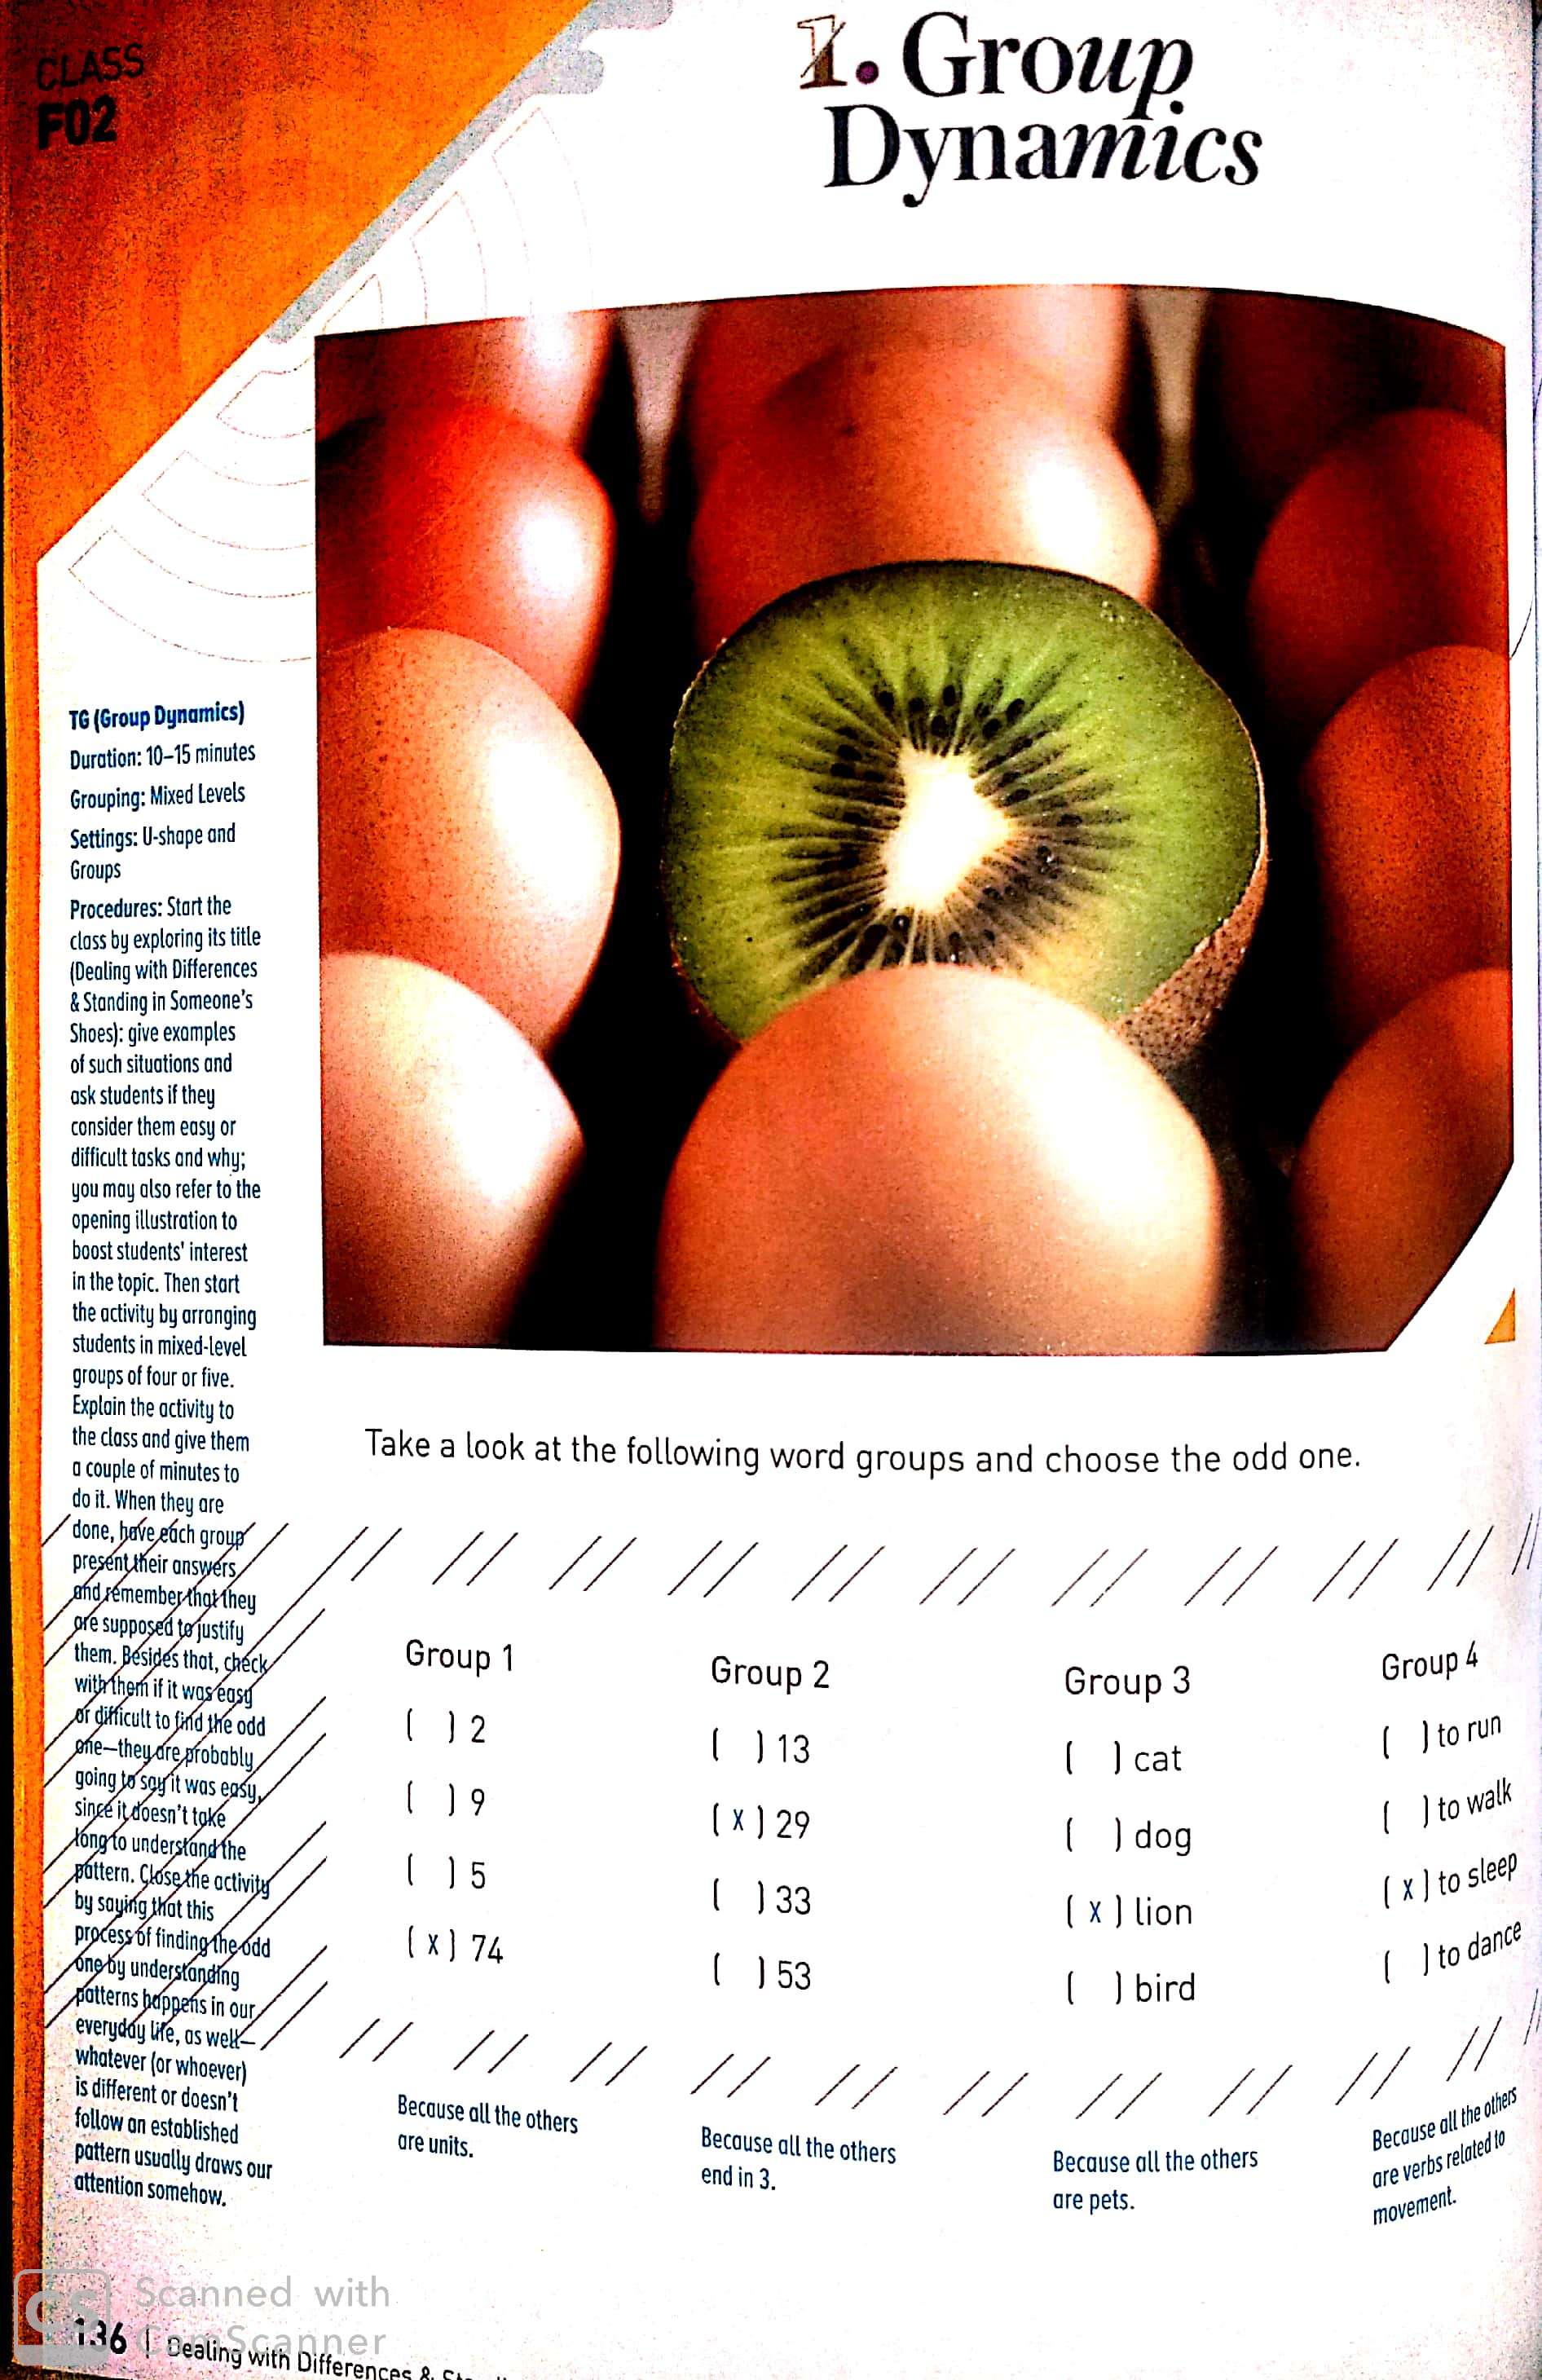 CLASS
F02
1. Group
Dynamics
TG (Group Dynamics)
Duration: 10–15 minutes
Grouping: Mixed Levels
Settings: U-shape and
Groups
Procedures: Start the
class by exploring its title
(Dealing with Differences
& Standing in Someone's
Shoes): give examples
of such situations and
ask students if they
consider them easy or
difficult tasks and why;
you may also refer to the
opening illustration to
boost students' interest
in the topic. Then start
the activity by arranging
students in mixed-level
groups of four or five.
Explain the activity to
the class and give them
a couple of minutes to
do it. When they are
done, have each group
present their answers
and remember that they
are supposed to justify
them. Besides that, check
with them if it was easy
or difficult to find the odd
one—they are probably
going to say it was easy,
since it doesn't take
long to understand the
pattern. Close the activity
by saying that this
process of finding the odd
one by understanding
patterns happens in our
everyday life, as well—
whatever (or whoever)
is different or doesn't
follow an established
pattern usually draws our
attention somehow.
Take a look at the following word groups and choose the odd one.
Group 1
( ) 2
( ) 9
( ) 5
( x ) 74
Because all the others
are units.
Group 2
( ) 13
( x ) 29
( ) 33
( ) 53
Because all the others
end in 3.
Group 3
( ) cat
( ) dog
( x ) lion
( ) bird
Because all the others
are pets.
Group 4
( ) to run
( ) to walk
( x ) to sleep
( ) to dance
Because all the others
are verbs related to
movement.
136 | Dealing with Differences &
CS
Scanned with
CamScanner